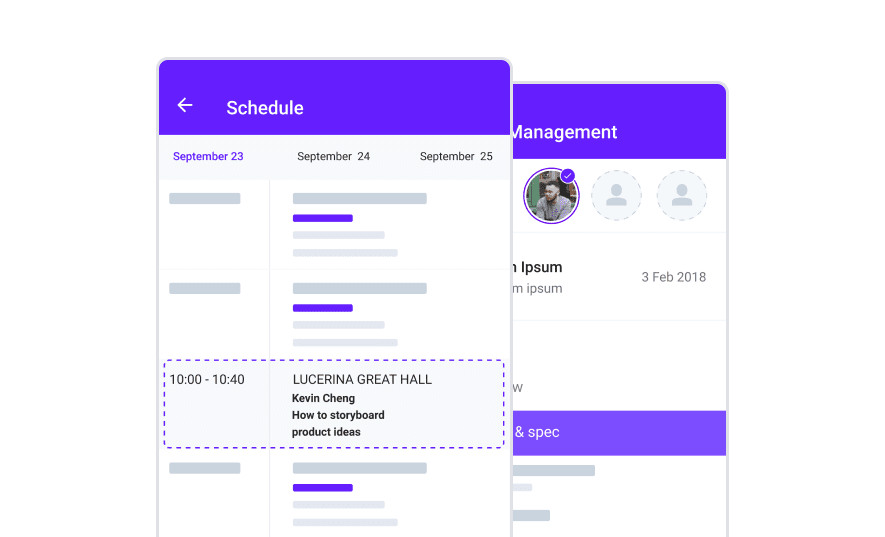 Schedule
September 23
September 24
September 25
10:00 - 10:40
LUCERINA GREAT HALL
Kevin Cheng
How to storyboard
product ideas
Management
Ipsum
3 Feb 2018
ipsum
& spec